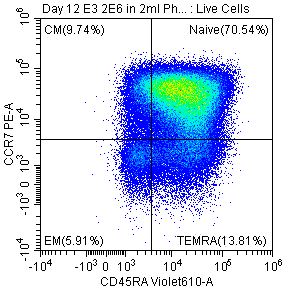 Day 12 E3 2E6 in 2ml Ph... : Live Cells
CM(9.74%) Naive(70.54%)
EM(5.91%) TEMRA(13.81%)
CCR7 PE-A
10^6
10^5
10^4
10^3
0
-10^3
-10^4
-10^4 -10^3 0 10^3 10^4 10^5 10^6
CD45RA Violet610-A